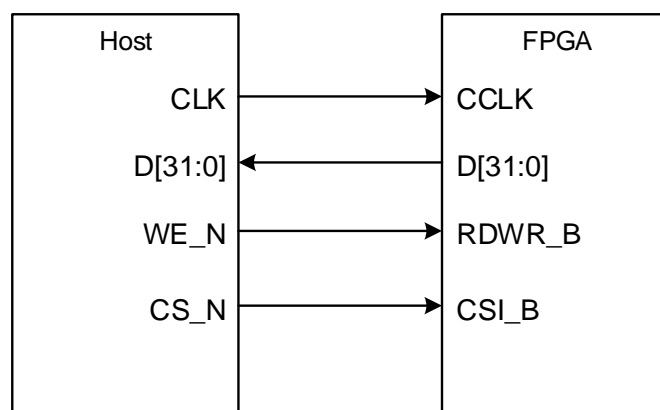 Host FPGA
CLK CCLK
D[31:0] D[31:0]
WE_N RDWR_B
CS_N CSI_B